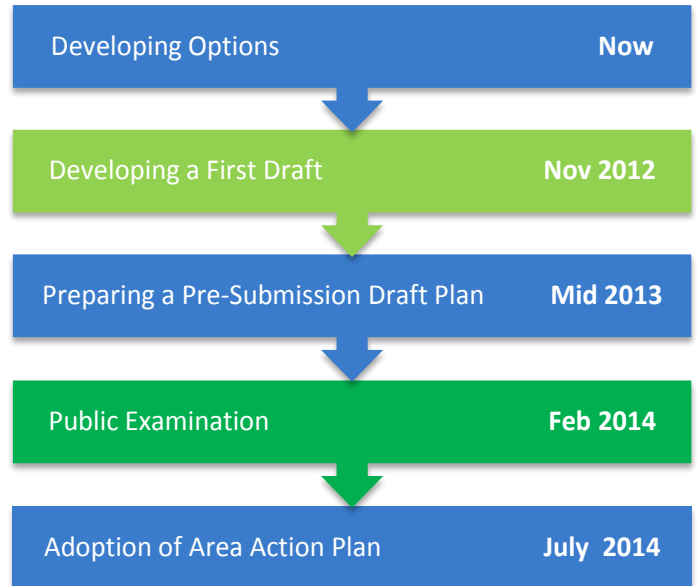 Developing Options Now
Developing a First Draft Nov 2012
Preparing a Pre-Submission Draft Plan Mid 2013
Public Examination Feb 2014
Adoption of Area Action Plan July 2014